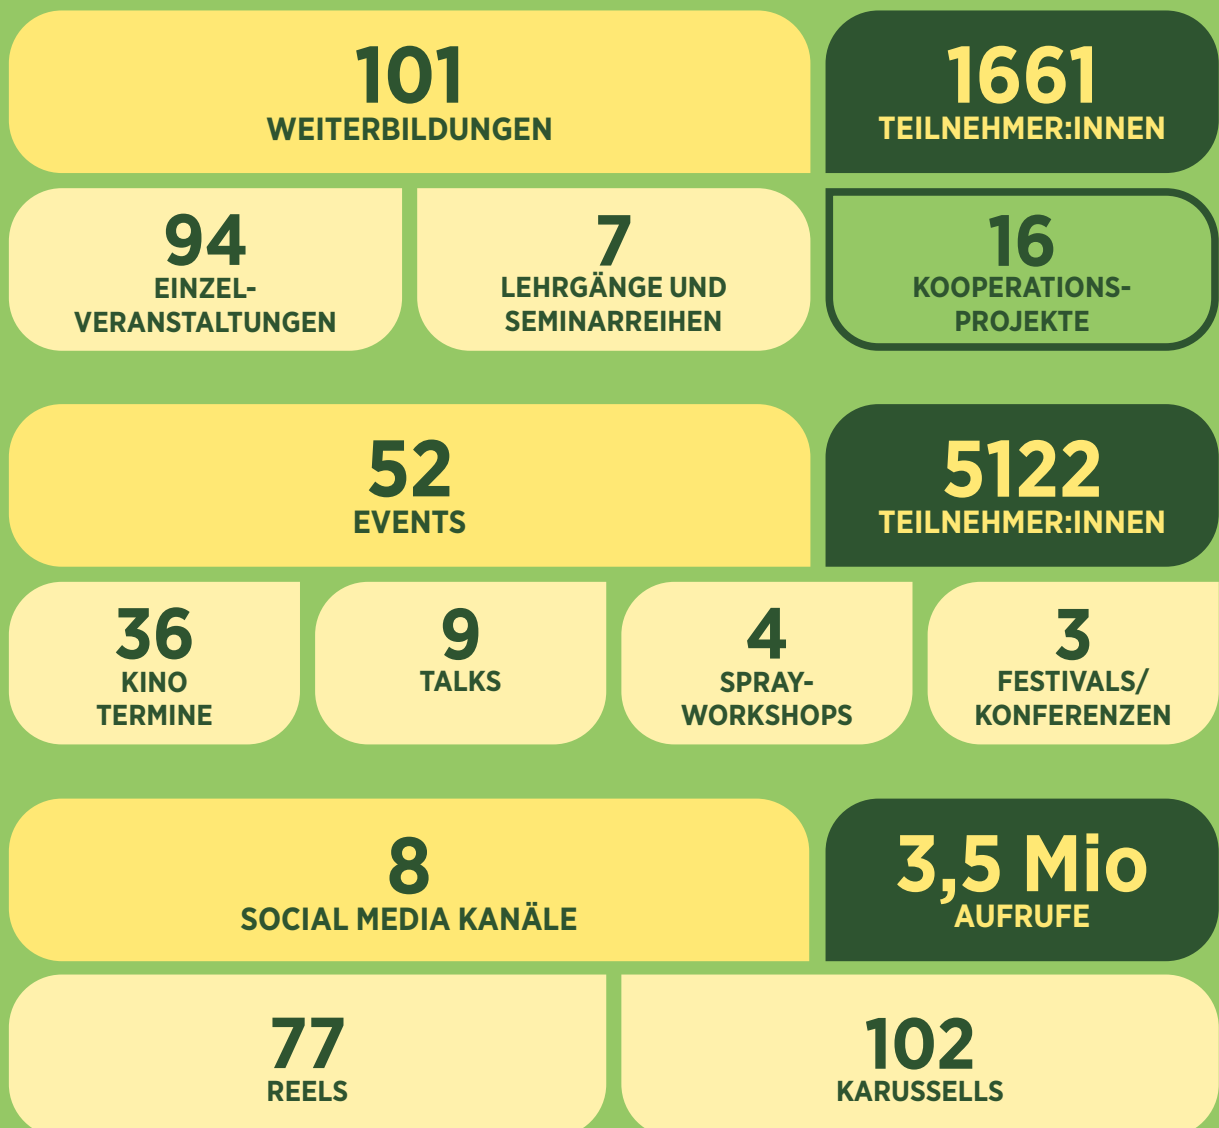 101
WEITERBILDUNGEN
1661
TEILNEHMER:INNEN
94
EINZEL-
VERANSTALTUNGEN
7
LEHRGÄNGE UND
SEMINARREIHEN
16
KOOPERATIONS-
PROJEKTE
52
EVENTS
5122
TEILNEHMER:INNEN
36
KINO
TERMINE
9
TALKS
4
SPRAY-
WORKSHOPS
3
FESTIVALS/
KONFERENZEN
8
SOCIAL MEDIA KANÄLE
3,5 Mio
AUFRUFE
77
REELS
102
KARUSSELLS